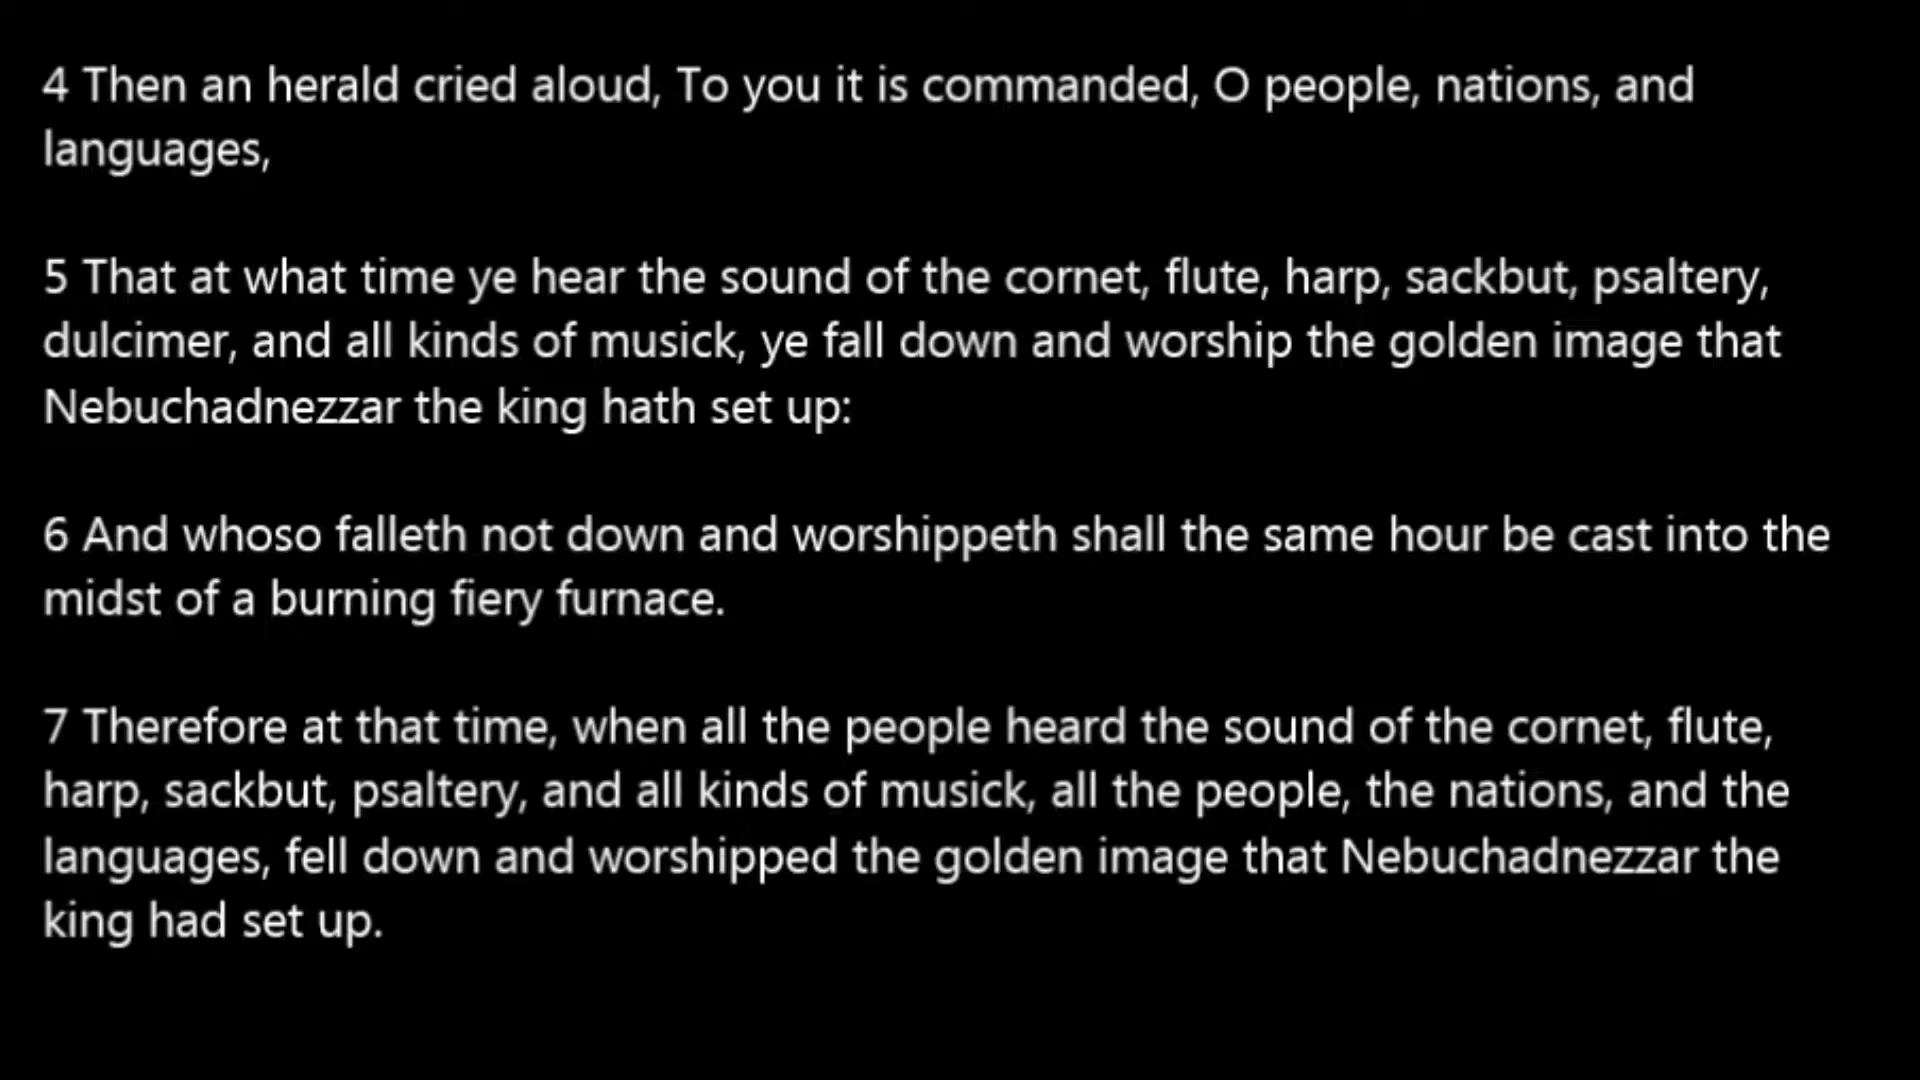 4 Then an herald cried aloud, To you it is commanded, O people, nations, and
languages,
5 That at what time ye hear the sound of the cornet, flute, harp, sackbut, psaltery,
dulcimer, and all kinds of musick, ye fall down and worship the golden image that
Nebuchadnezzar the king hath set up:
6 And whoso falleth not down and worshippeth shall the same hour be cast into the
midst of a burning fiery furnace.
7 Therefore at that time, when all the people heard the sound of the cornet, flute,
harp, sackbut, psaltery, and all kinds of musick, all the people, the nations, and the
languages, fell down and worshipped the golden image that Nebuchadnezzar the
king had set up.